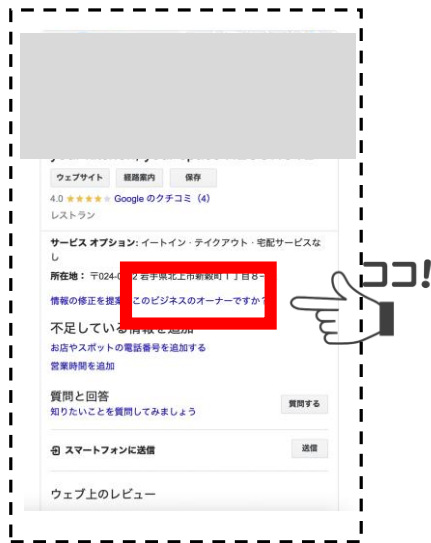 ウェブサイト 経路案内 保存
4.0 ★★★★★ Google のクチコミ（4）
レストラン
サービス オプション: イートイン · テイクアウト · 宅配サービスな
し
所在地： 〒024-0 2 岩手県北上市新穀町１丁目８−
情報の修正を提案 このビジネスのオーナーですか?
ココ!
不足している情報を追加
お店やスポットの電話番号を追加する
営業時間を追加
質問と回答
知りたいことを質問してみましょう
質問する
スマートフォンに送信
送信
ウェブ上のレビュー